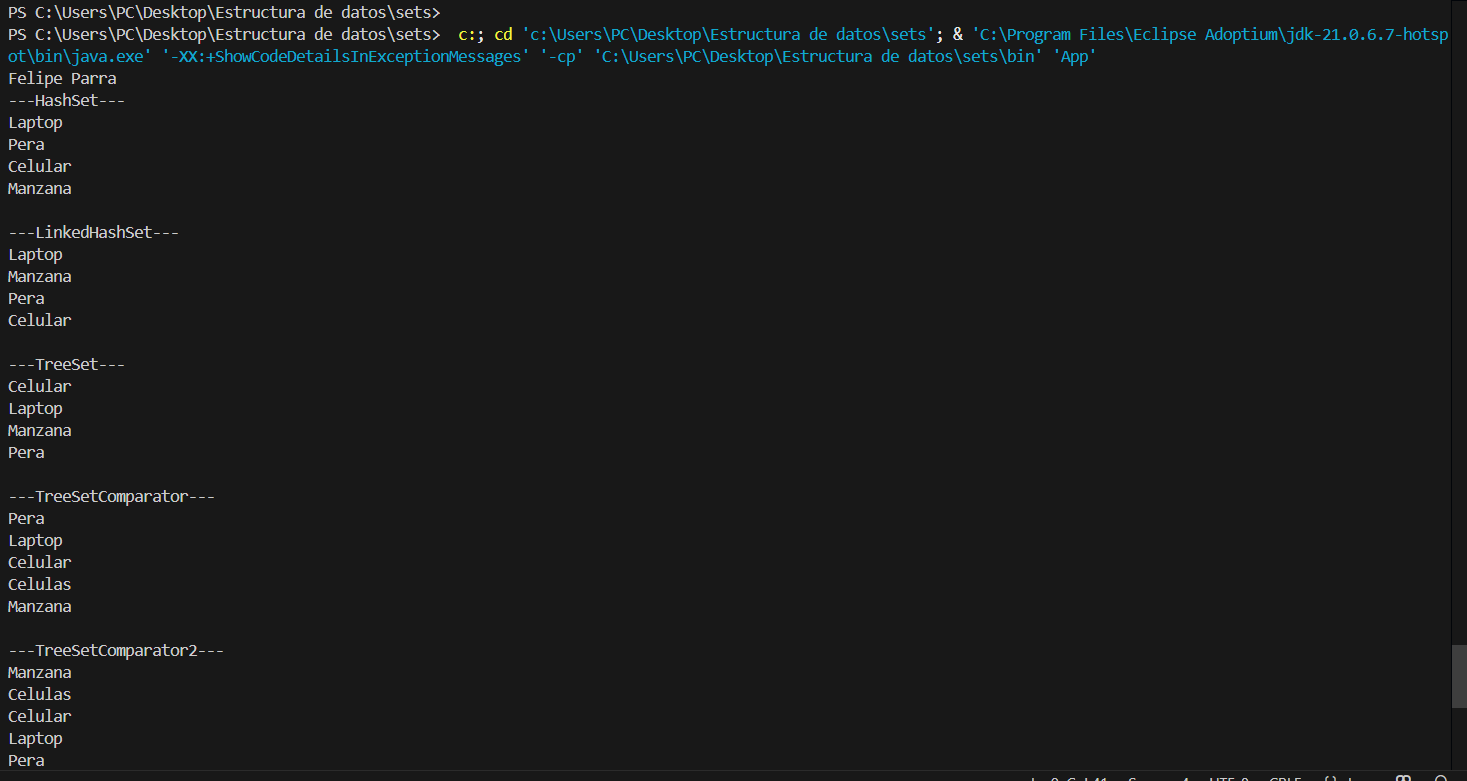 PS C:\Users\PC\Desktop\Estructura de datos\sets>
PS C:\Users\PC\Desktop\Estructura de datos\sets>  c:; cd 'c:\Users\PC\Desktop\Estructura de datos\sets'; & 'C:\Program Files\Eclipse Adoptium\jdk-21.0.6.7-hotsp
ot\bin\java.exe' '-XX:+ShowCodeDetailsInExceptionMessages' '-cp' 'C:\Users\PC\Desktop\Estructura de datos\sets\bin' 'App'
Felipe Parra
---HashSet---
Laptop
Pera
Celular
Manzana

---LinkedHashSet---
Laptop
Manzana
Pera
Celular

---TreeSet---
Celular
Laptop
Manzana
Pera

---TreeSetComparator---
Pera
Laptop
Celular
Celulas
Manzana

---TreeSetComparator2---
Manzana
Celulas
Celular
Laptop
Pera